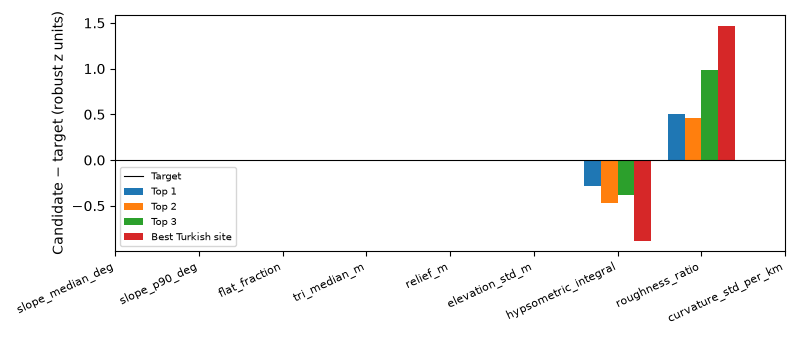 Candidate − target (robust z units)
1.5
1.0
0.5
0.0
−0.5
Target
Top 1
Top 2
Top 3
Best Turkish site
slope_median_deg
slope_p90_deg
flat_fraction
tri_median_m
relief_m
elevation_std_m
hypsometric_integral
roughness_ratio
curvature_std_per_km